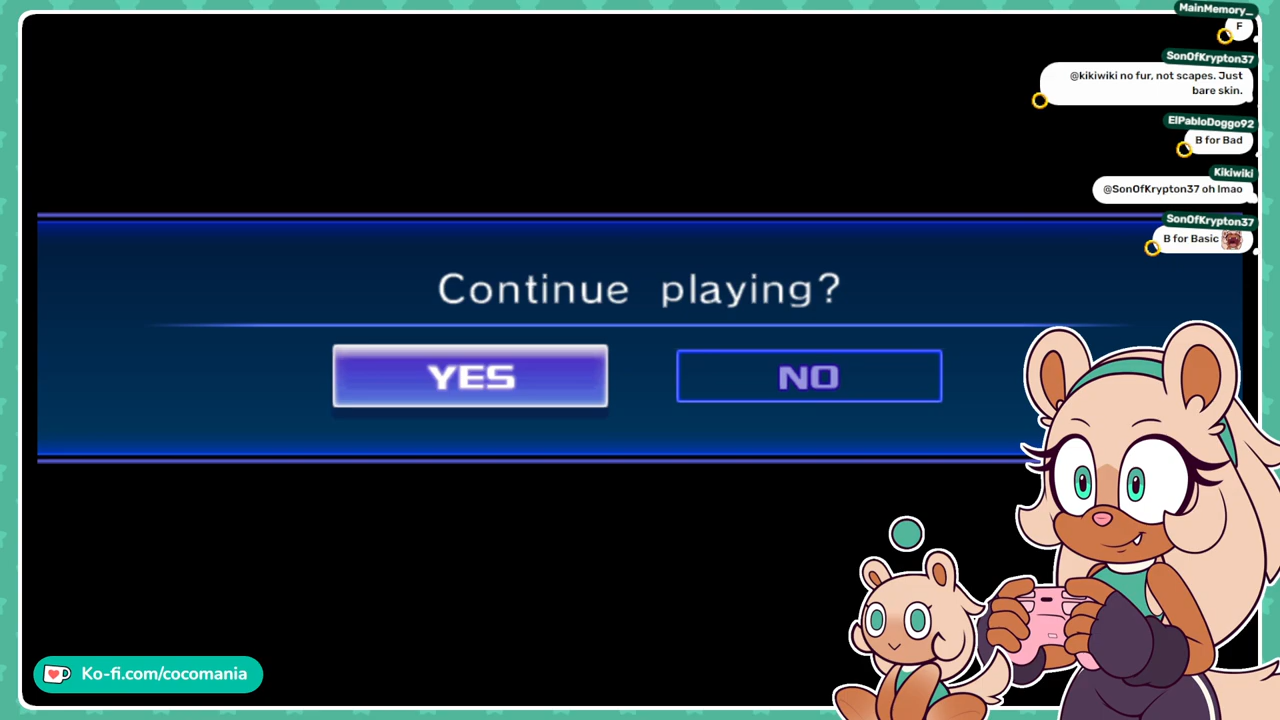 MainMemory_
F
SonOfKrypton37
@kikiwiki no fur, not scapes. Just
bare skin.
ElPabloDoggo92
B for Bad
Kikiwiki
@SonOfKrypton37 oh lmao
SonOfKrypton37
B for Basic
Continue playing?
YES
NO
Ko-fi.com/cocomania